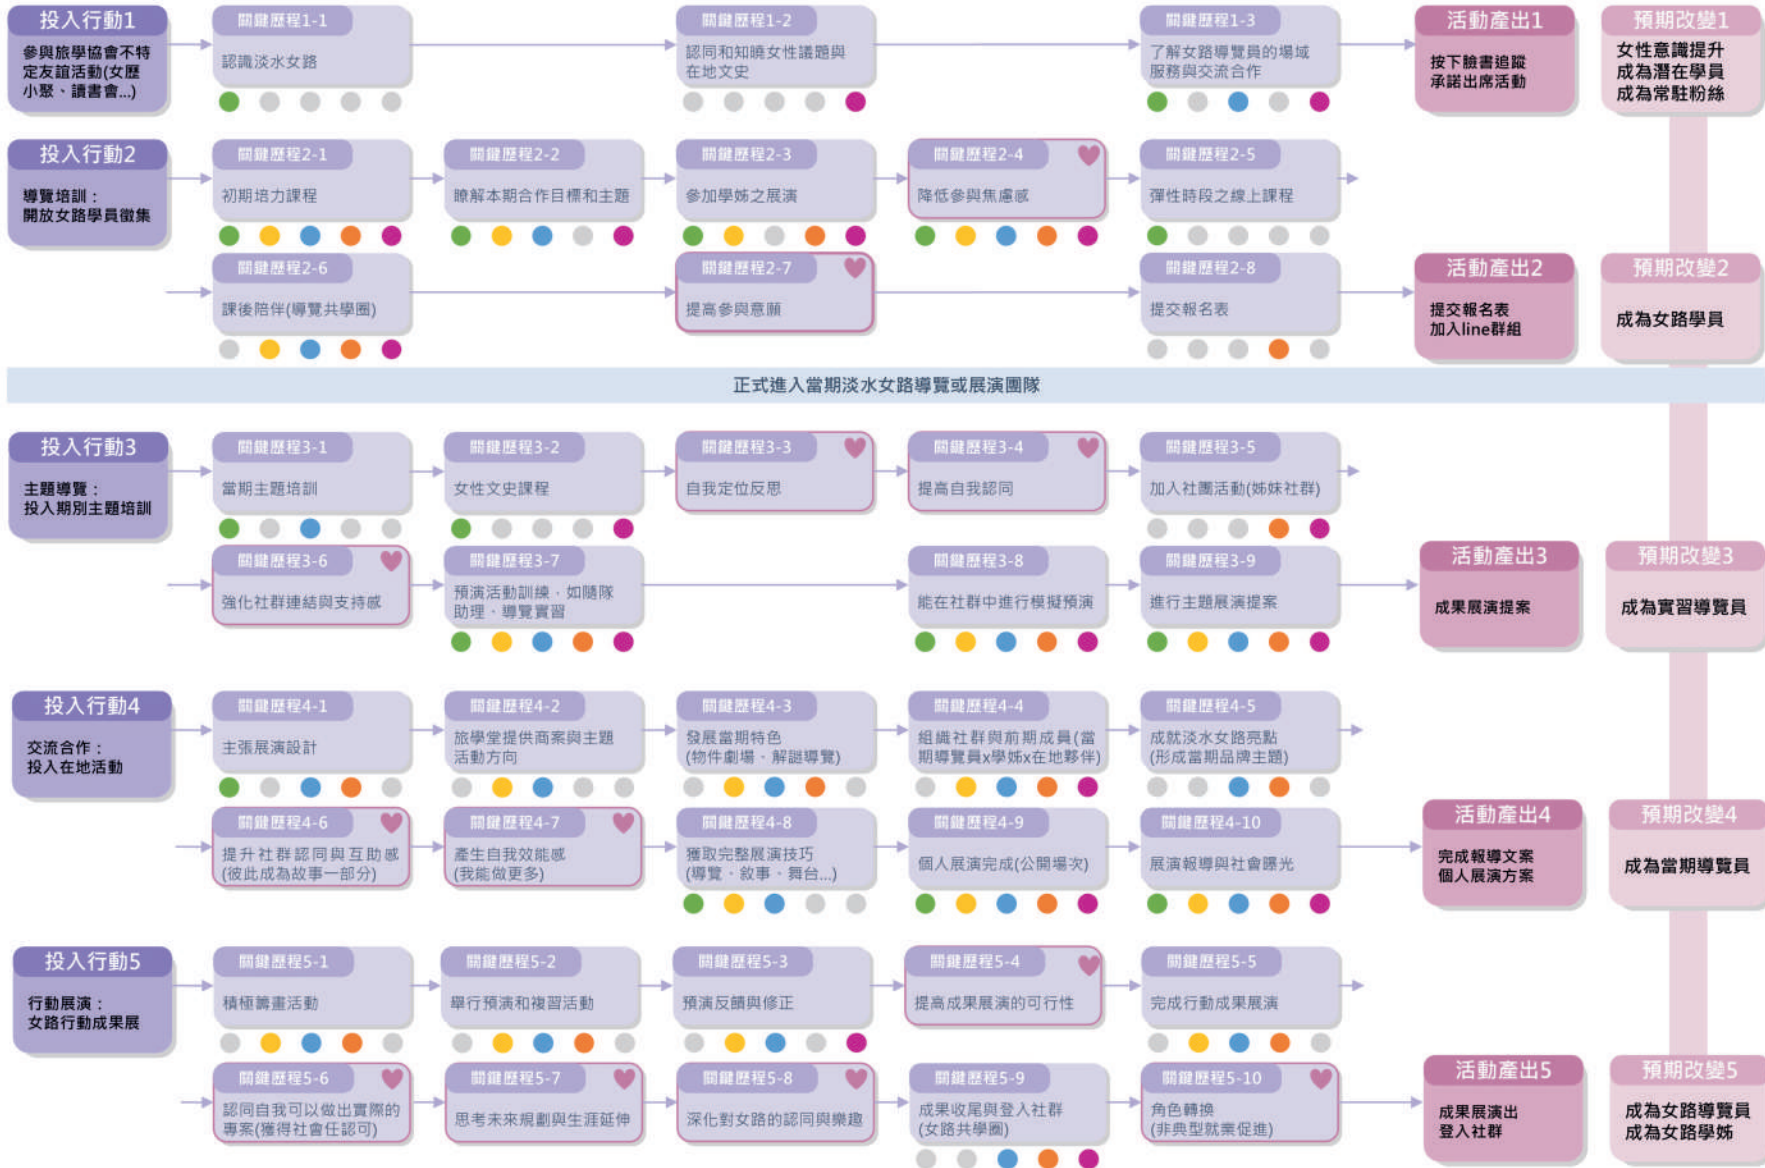 投入行動1
參與旅學協會不特
定友誼活動(女歷
小聚、讀書會...)
關鍵歷程1-1
認識淡水女路
關鍵歷程1-2
認同和知曉女性議題與
在地文史
關鍵歷程1-3
了解女路導覽員的場域
服務與交流合作
活動產出1
按下臉書追蹤
承諾出席活動
預期改變1
女性意識提升
成為潛在學員
成為常駐粉絲
投入行動2
導覽培訓：
開放女路學員徵集
關鍵歷程2-1
初期培力課程
關鍵歷程2-2
瞭解本期合作目標和主題
關鍵歷程2-3
參加學姊之展演
關鍵歷程2-4
降低參與焦慮感
關鍵歷程2-5
彈性時段之線上課程
關鍵歷程2-6
課後陪伴(導覽共學圈)
關鍵歷程2-7
提高參與意願
關鍵歷程2-8
提交報名表
活動產出2
提交報名表
加入line群組
預期改變2
成為女路學員
正式進入當期淡水女路導覽或展演團隊
投入行動3
主題導覽：
投入期別主題培訓
關鍵歷程3-1
當期主題培訓
關鍵歷程3-2
女性文史課程
關鍵歷程3-3
自我定位反思
關鍵歷程3-4
提高自我認同
關鍵歷程3-5
加入社團活動(姊妹社群)
關鍵歷程3-6
強化社群連結與支持感
關鍵歷程3-7
預演活動訓練、如隨隊
助理、導覽實習
關鍵歷程3-8
能在社群中進行模擬預演
關鍵歷程3-9
進行主題展演提案
活動產出3
成果展演提案
預期改變3
成為實習導覽員
投入行動4
交流合作：
投入在地活動
關鍵歷程4-1
主張展演設計
關鍵歷程4-2
旅學堂提供商案與主題
活動方向
關鍵歷程4-3
發展當期特色
(物件劇場、解謎導覽)
關鍵歷程4-4
組織社群與前期成員(當
期導覽員x學姊x在地夥伴)
關鍵歷程4-5
成就淡水女路亮點
(形成當期品牌主題)
關鍵歷程4-6
提升社群認同與互助感
(彼此成為故事一部分)
關鍵歷程4-7
產生自我效能感
(我能做更多)
關鍵歷程4-8
獲取完整展演技巧
(導覽、敘事、舞台...)
關鍵歷程4-9
個人展演完成(公開場次)
關鍵歷程4-10
展演報導與社會曝光
活動產出4
完成報導文案
個人展演方案
預期改變4
成為當期導覽員
投入行動5
行動展演：
女路行動成果展
關鍵歷程5-1
積極籌畫活動
關鍵歷程5-2
舉行預演和複習活動
關鍵歷程5-3
預演反饋與修正
關鍵歷程5-4
提高成果展演的可行性
關鍵歷程5-5
完成行動成果展演
關鍵歷程5-6
認同自我可以做出實際的
專案(獲得社會任認可)
關鍵歷程5-7
思考未來規劃與生涯延伸
關鍵歷程5-8
深化對女路的認同與樂趣
關鍵歷程5-9
成果收尾與登入社群
(女路共學圈)
關鍵歷程5-10
角色轉換
(非典型就業促進)
活動產出5
成果展演出
登入社群
預期改變5
成為女路導覽員
成為女路學姊